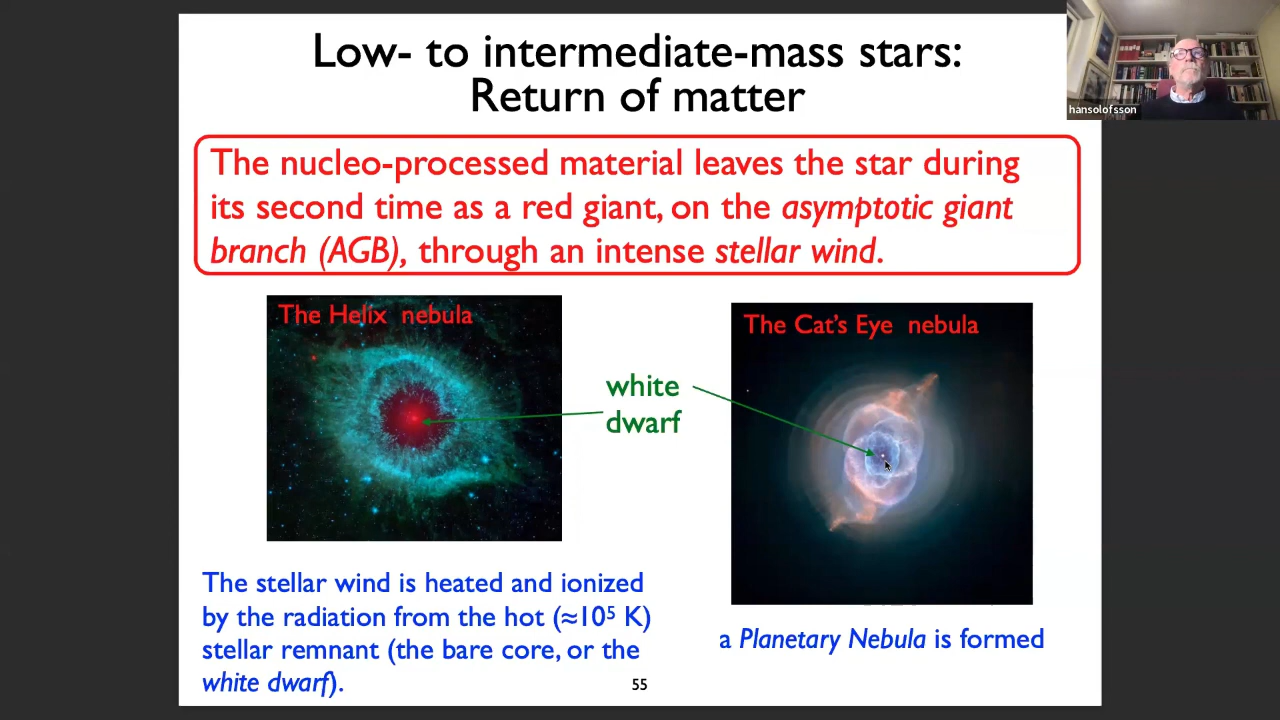 Low- to intermediate-mass stars:
Return of matter
hansolofsson
The nucleo-processed material leaves the star during
its second time as a red giant, on the asymptotic giant
branch (AGB), through an intense stellar wind.
The Helix nebula
The Cat's Eye nebula
white
dwarf
The stellar wind is heated and ionized
by the radiation from the hot (≈10⁵ K)
stellar remnant (the bare core, or the
white dwarf).
a Planetary Nebula is formed
55